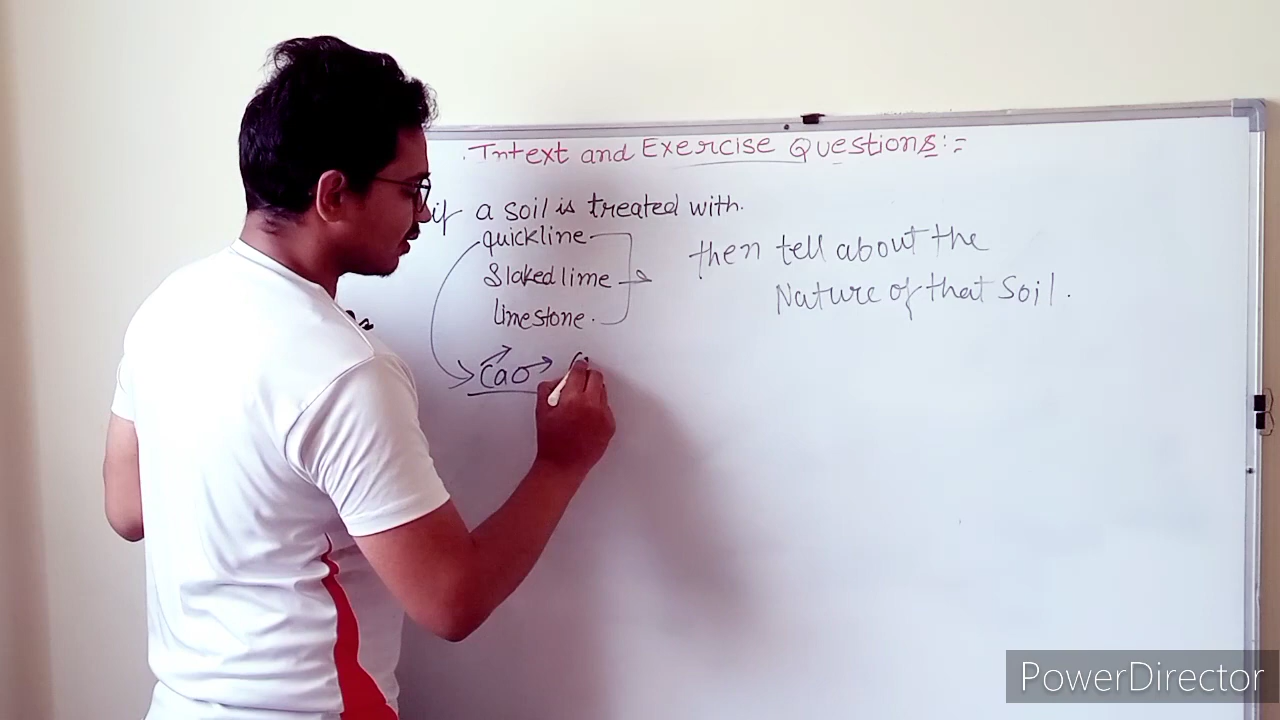 Intext and Exercise Questions :-
if a soil is treated with.
quickline
Slaked lime
limestone.
then tell about the
Nature of that Soil.
CaO
PowerDirector